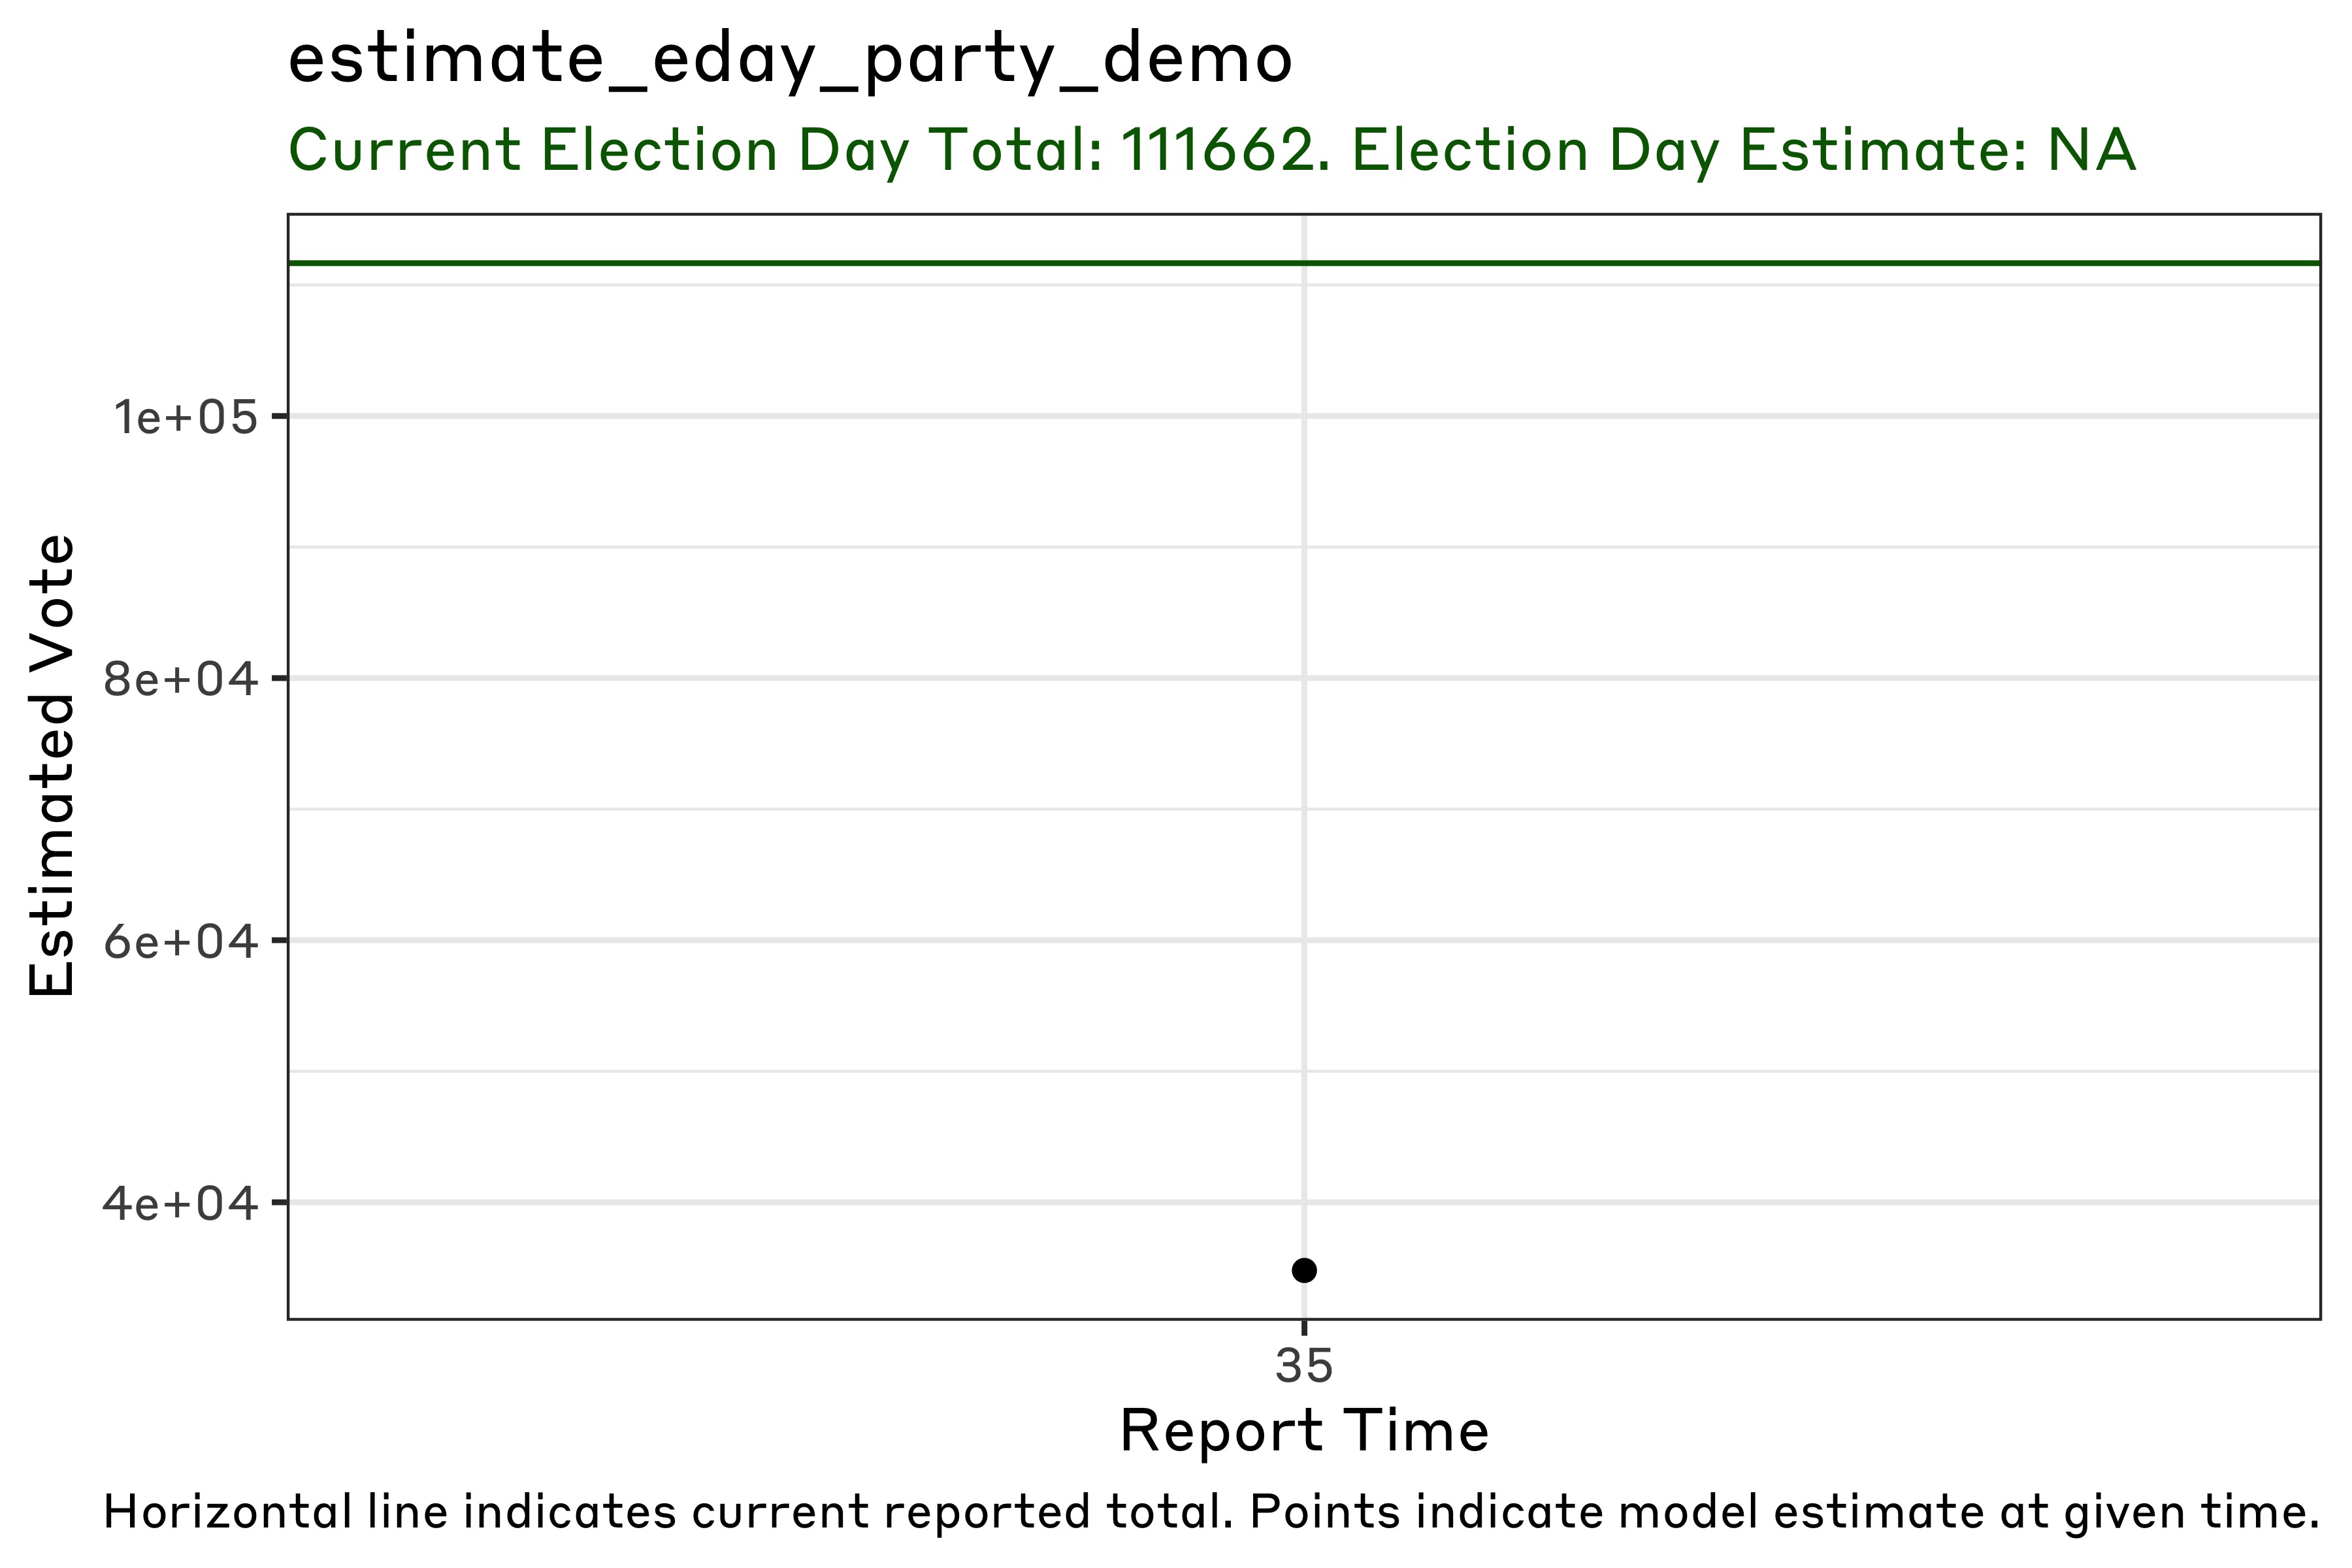 estimate_eday_party_demo
Current Election Day Total: 111662. Election Day Estimate: NA
Estimated Vote
1e+05
8e+04
6e+04
4e+04
35
Report Time
Horizontal line indicates current reported total. Points indicate model estimate at given time.